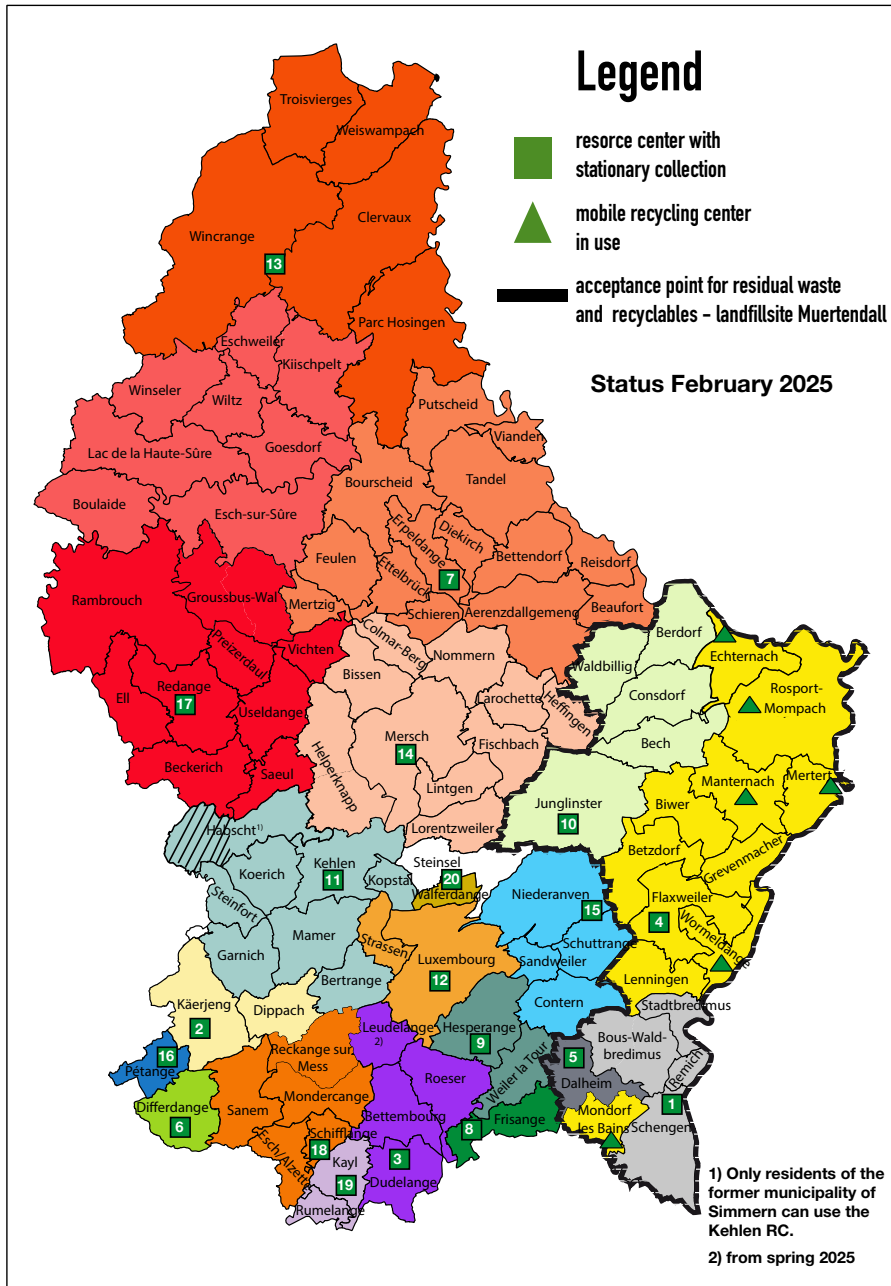 Legend
resorce center with
stationary collection
mobile recycling center
in use
acceptance point for residual waste
and recyclables - landfillsite Muertendall
Status February 2025
Troisvierges
Weiswampach
Clervaux
Wincrange
13
Parc Hosingen
Eschweiler
Kiischpelt
Winseler
Wiltz
Goesdorf
Lac de la Haute-Sûre
Boulaide
Esch-sur-Sûre
Putscheid
Vianden
Tandel
Bourscheid
Erpeldange
Diekirch
Bettendorf
Reisdorf
Feulen
Ettelbrück
7
Mertzig
Schieren
Aerenzdallgemeng
Beaufort
Rambrouch
Groussbus-Wal
Preizerdaul
Vichten
Ell
Redange
17
Useldange
Beckerich
Saeul
Colmar-Berg
Nommern
Bissen
Larochette
Heffingen
Mersch
14
Fischbach
Helperknapp
Lintgen
Lorentzweiler
Waldbillig
Berdorf
Consdorf
Bech
Junglinster
10
Echternach
Rosport-
Mompach
Manternach
Mertert
Biwer
Betzdorf
Grevenmacher
Flaxweiler
4
Wormeldange
Lenningen
Habscht1)
Koerich
Kehlen
11
Kopstal
Steinfort
Garnich
Mamer
Bertrange
Steinsel
20
Walferdange
Strassen
Luxembourg
12
Niederanven
15
Schuttrange
Sandweiler
Contern
Käerjeng
2
Dippach
16
Pétange
Differdange
6
Reckange sur
Mess
Mondercange
Sanem
Schifflange
18
Esch/Alzette
Kayl
19
Rumelange
Leudelange
2)
Roeser
Bettembourg
3
Dudelange
Hesperange
9
Weiler la Tour
8
Frisange
Stadtbredimus
Bous-Wald-
bredimus
Remich
5
Dalheim
Mondorf
les Bains
Schengen
1
1) Only residents of the
former municipality of
Simmern can use the
Kehlen RC.
2) from spring 2025